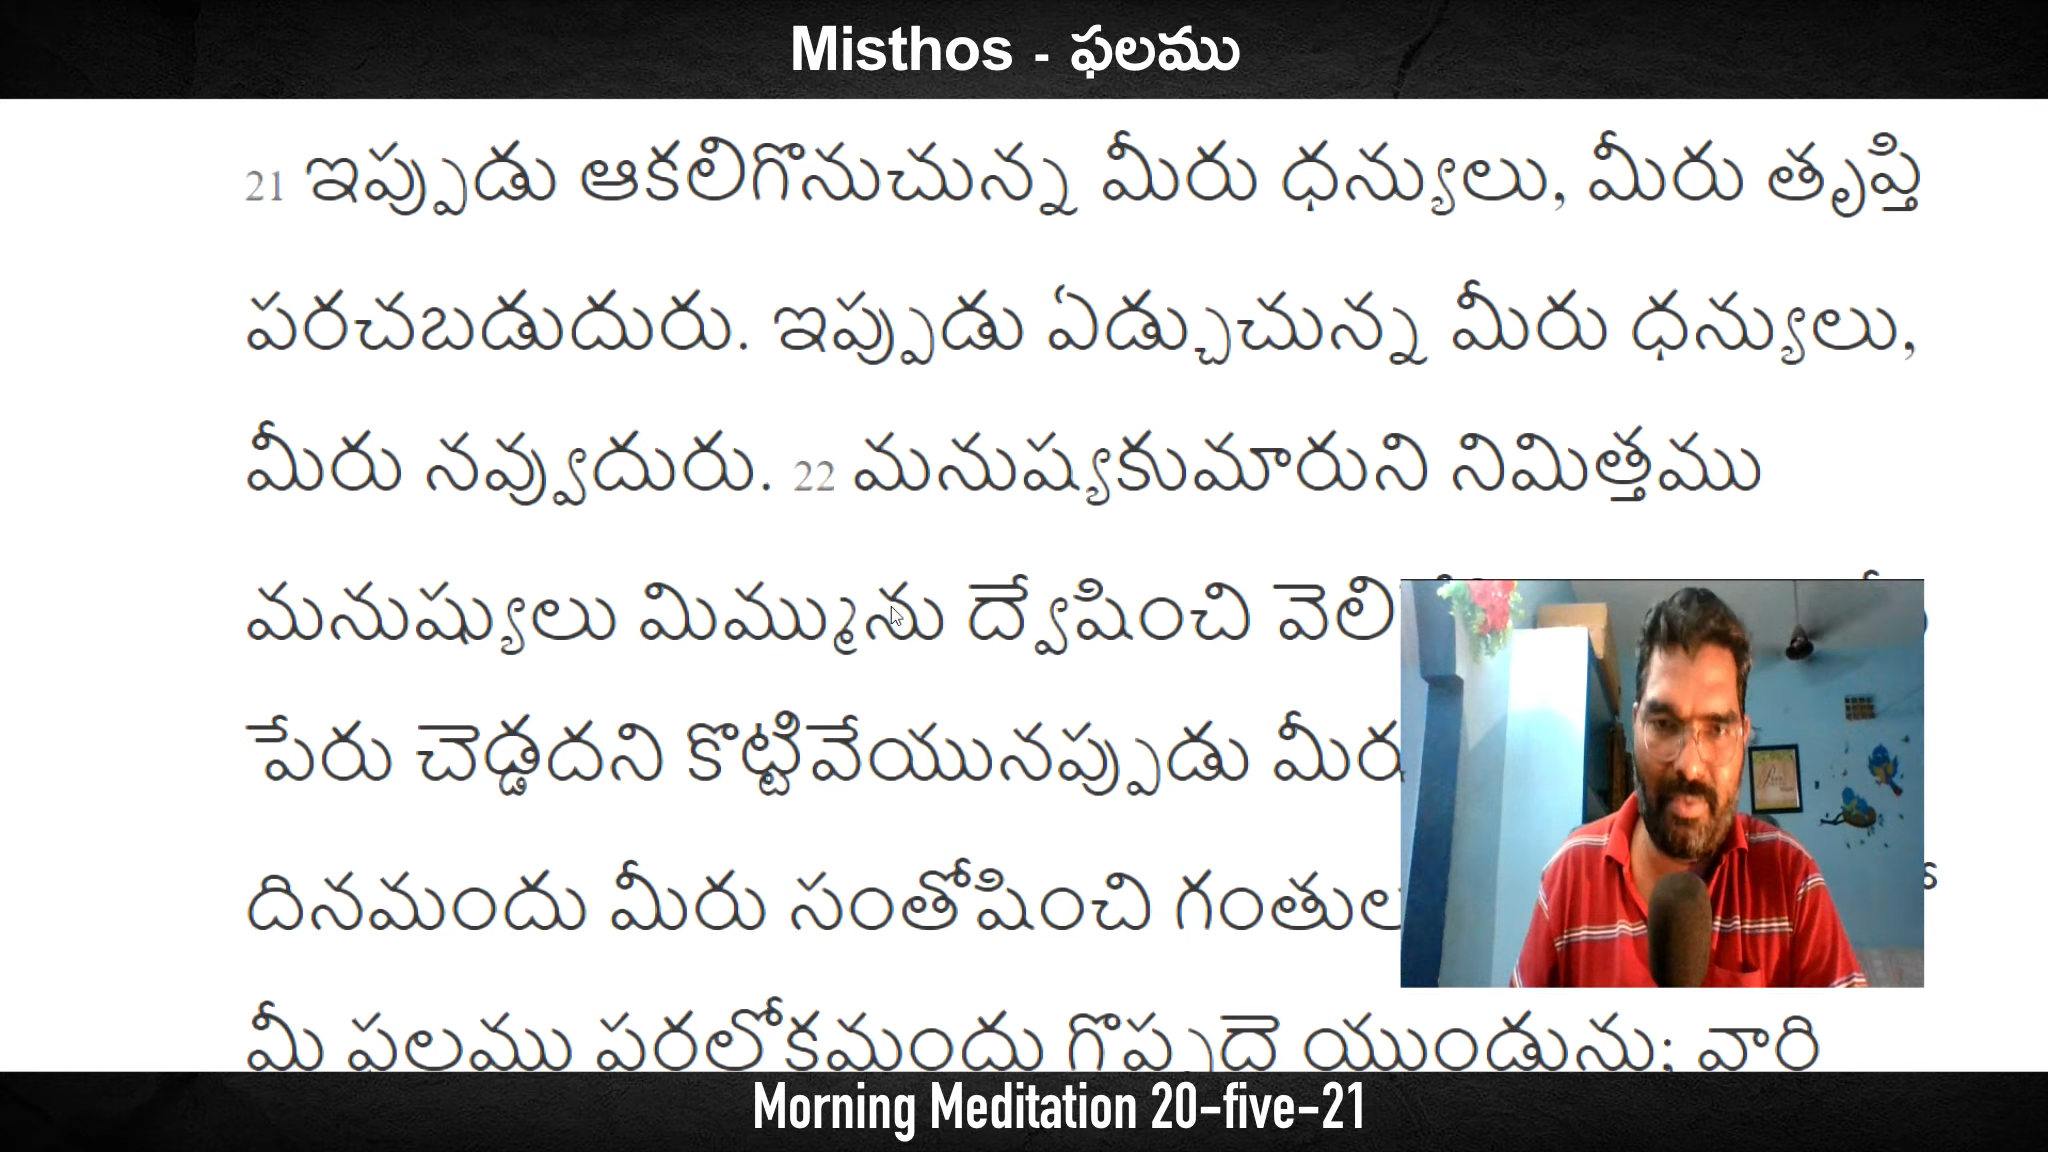 Misthos - ఫలము
21 ఇప్పుడు ఆకలిగొనుచున్న మీరు ధన్యులు, మీరు తృప్తి
పరచబడుదురు. ఇప్పుడు ఏడ్చుచున్న మీరు ధన్యులు,
మీరు నవ్వుదురు. 22 మనుష్యకుమారుని నిమిత్తము
మనుష్యులు మిమ్మును ద్వేషించి
పేరు చెడ్డదని కొట్టివేయునప్పుడు మీరు
దినమందు మీరు సంతోషించి
మీ ఫలము పరలోకమందు గొప్పదై యుండును; వారి
Morning Meditation 20-five-21